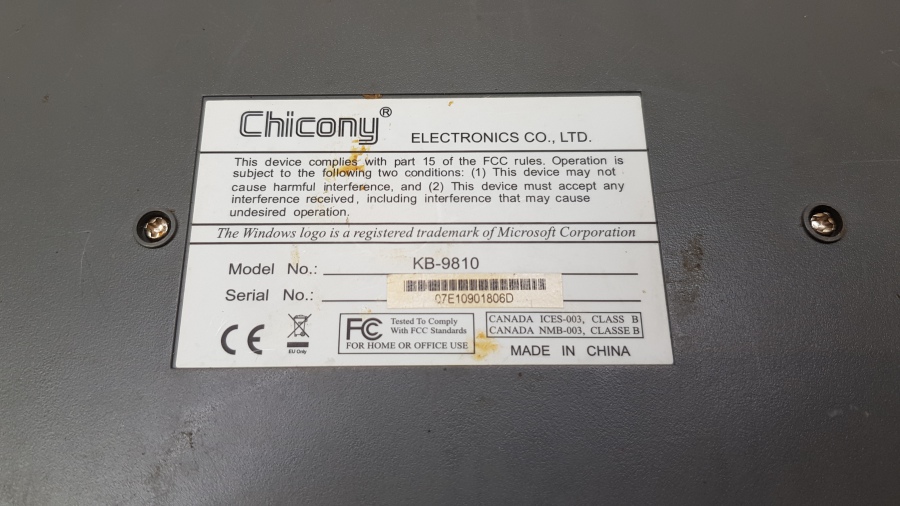 Chicony® ELECTRONICS CO., LTD.
This device complies with part 15 of the FCC rules. Operation is
subject to the following two conditions: (1) This device may not
cause harmful interference, and (2) This device must accept any
interference received, including interference that may cause
undesired operation.
The Windows logo is a registered trademark of Microsoft Corporation
Model No.: KB-9810
Serial No.: 07E10901806D
CE
EU Only
FC Tested To Comply
With FCC Standards
FOR HOME OR OFFICE USE
CANADA ICES-003, CLASS B
CANADA NMB-003, CLASSE B
MADE IN CHINA